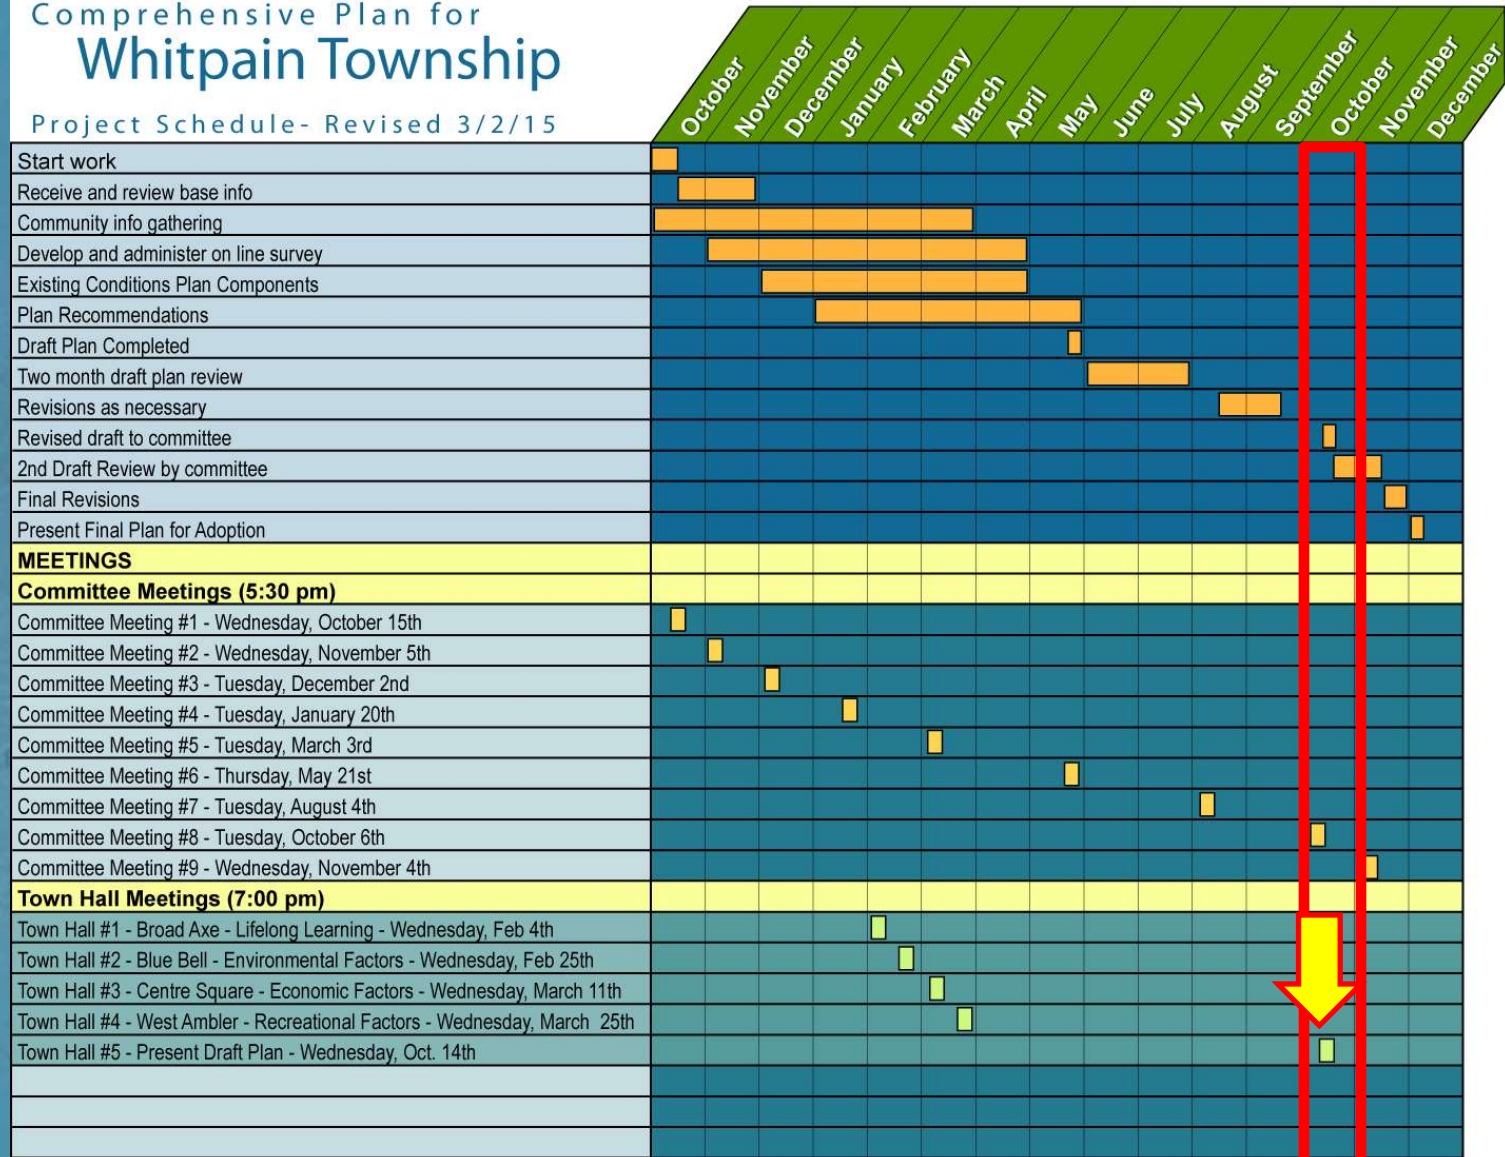 Comprehensive Plan for
Whitpain Township
Project Schedule- Revised 3/2/15
October
November
December
January
February
March
April
May
June
July
August
September
October
November
December
Start work
Receive and review base info
Community info gathering
Develop and administer on line survey
Existing Conditions Plan Components
Plan Recommendations
Draft Plan Completed
Two month draft plan review
Revisions as necessary
Revised draft to committee
2nd Draft Review by committee
Final Revisions
Present Final Plan for Adoption
MEETINGS
Committee Meetings (5:30 pm)
Committee Meeting #1 - Wednesday, October 15th
Committee Meeting #2 - Wednesday, November 5th
Committee Meeting #3 - Tuesday, December 2nd
Committee Meeting #4 - Tuesday, January 20th
Committee Meeting #5 - Tuesday, March 3rd
Committee Meeting #6 - Thursday, May 21st
Committee Meeting #7 - Tuesday, August 4th
Committee Meeting #8 - Tuesday, October 6th
Committee Meeting #9 - Wednesday, November 4th
Town Hall Meetings (7:00 pm)
Town Hall #1 - Broad Axe - Lifelong Learning - Wednesday, Feb 4th
Town Hall #2 - Blue Bell - Environmental Factors - Wednesday, Feb 25th
Town Hall #3 - Centre Square - Economic Factors - Wednesday, March 11th
Town Hall #4 - West Ambler - Recreational Factors - Wednesday, March 25th
Town Hall #5 - Present Draft Plan - Wednesday, Oct. 14th